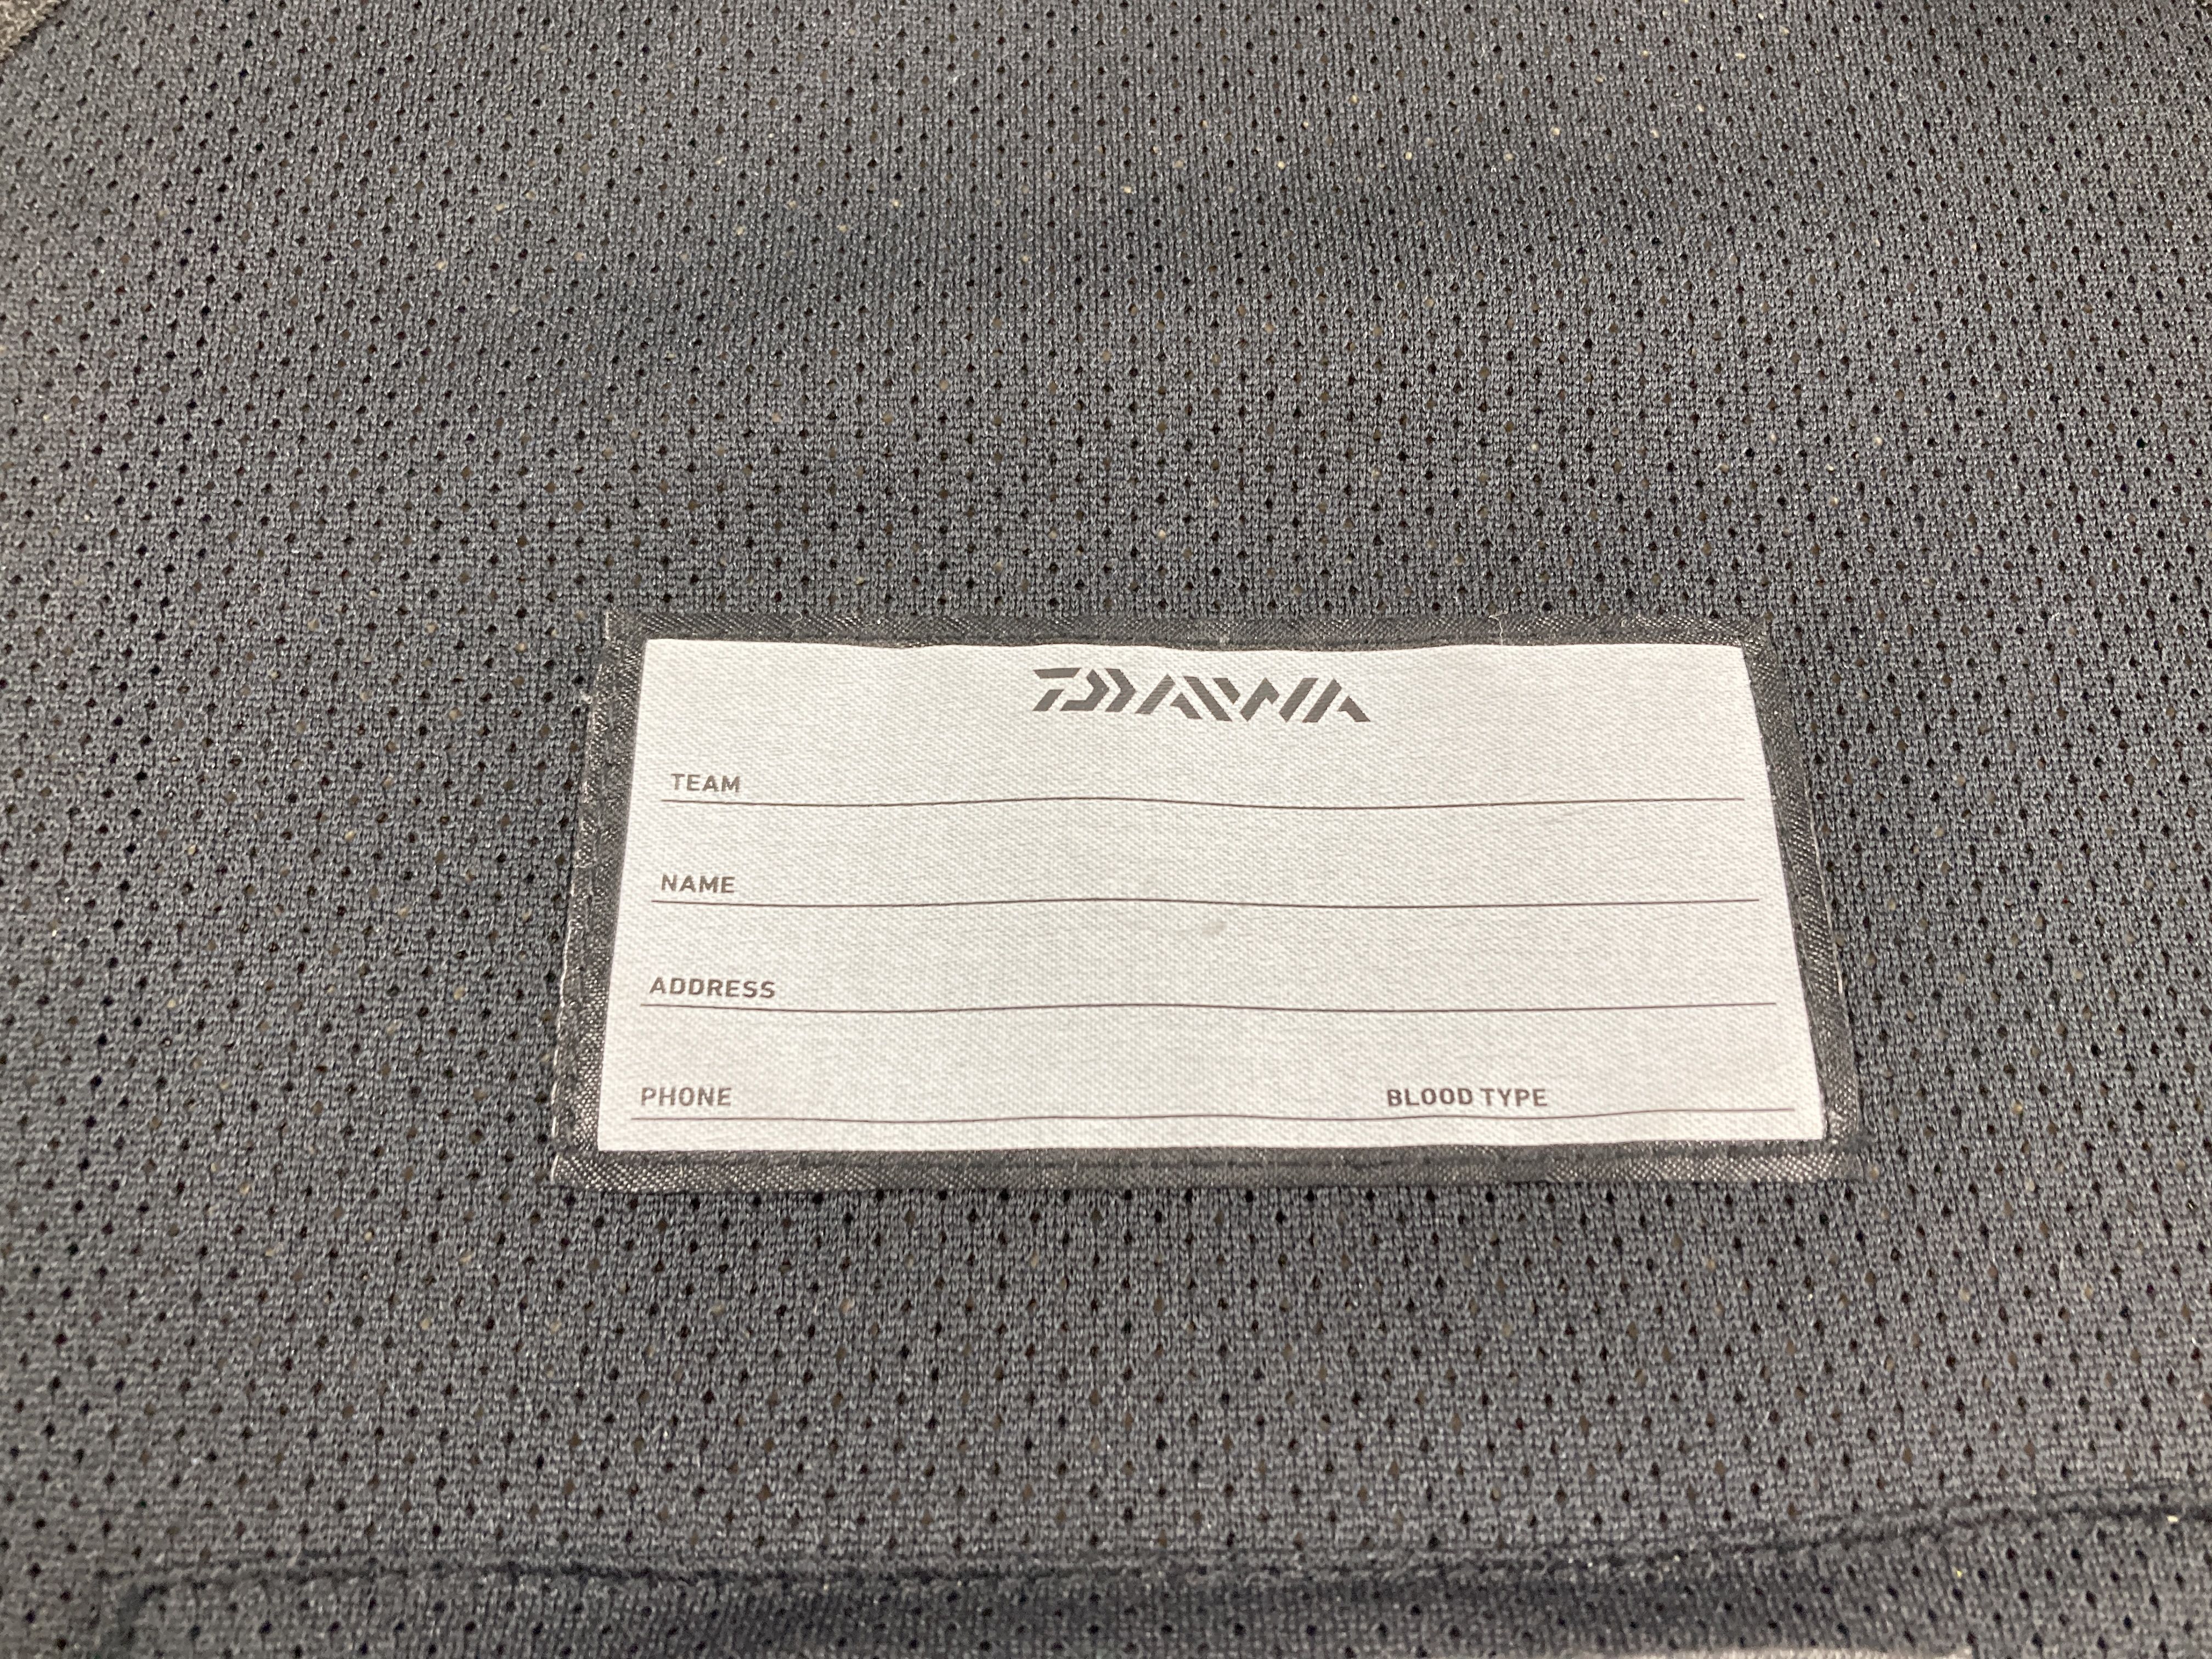 DAIWA
TEAM
NAME
ADDRESS
PHONE BLOOD TYPE